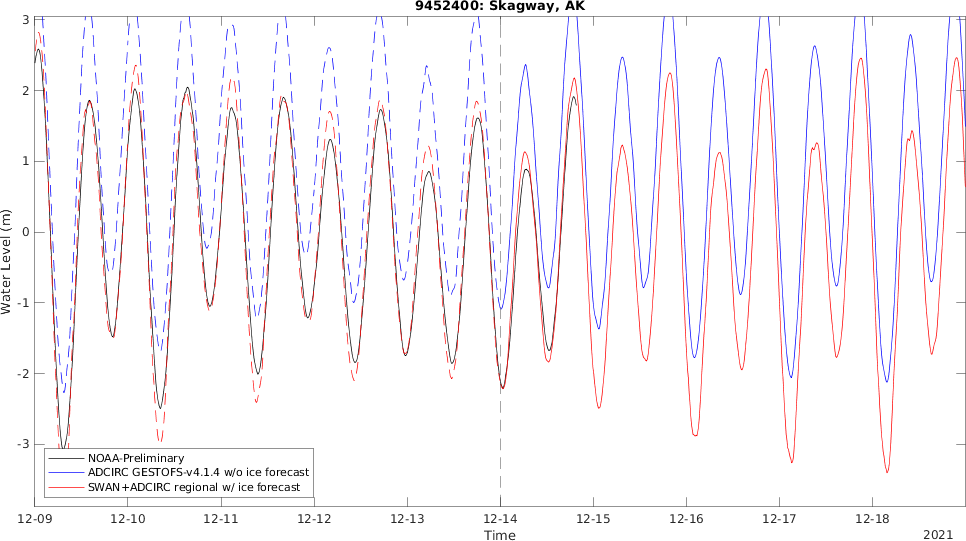 9452400: Skagway, AK
3
2
1
0
-1
-2
-3
Water Level (m)
NOAA-Preliminary
ADCIRC GESTOFS-v4.1.4 w/o ice forecast
SWAN+ADCIRC regional w/ ice forecast
12-09 12-10 12-11 12-12 12-13 12-14 12-15 12-16 12-17 12-18
Time
2021